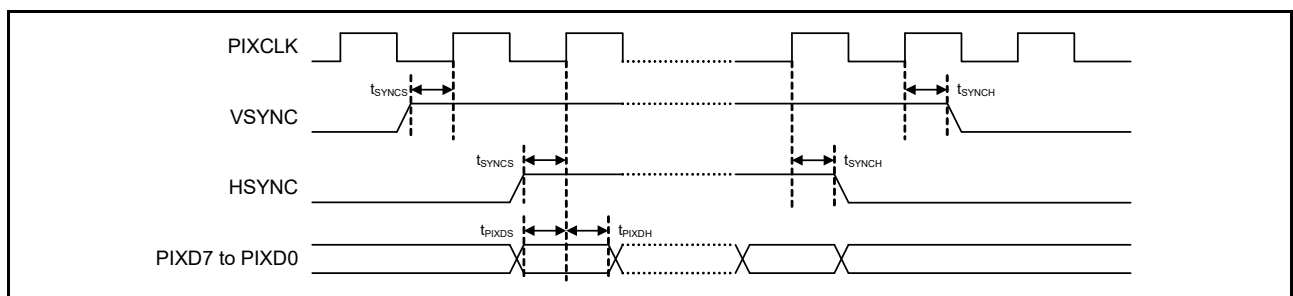 PIXCLK
tSYNCS
tSYNCH
VSYNC
tSYNCS
tSYNCH
HSYNC
tPIXDS
tPIXDH
PIXD7 to PIXD0